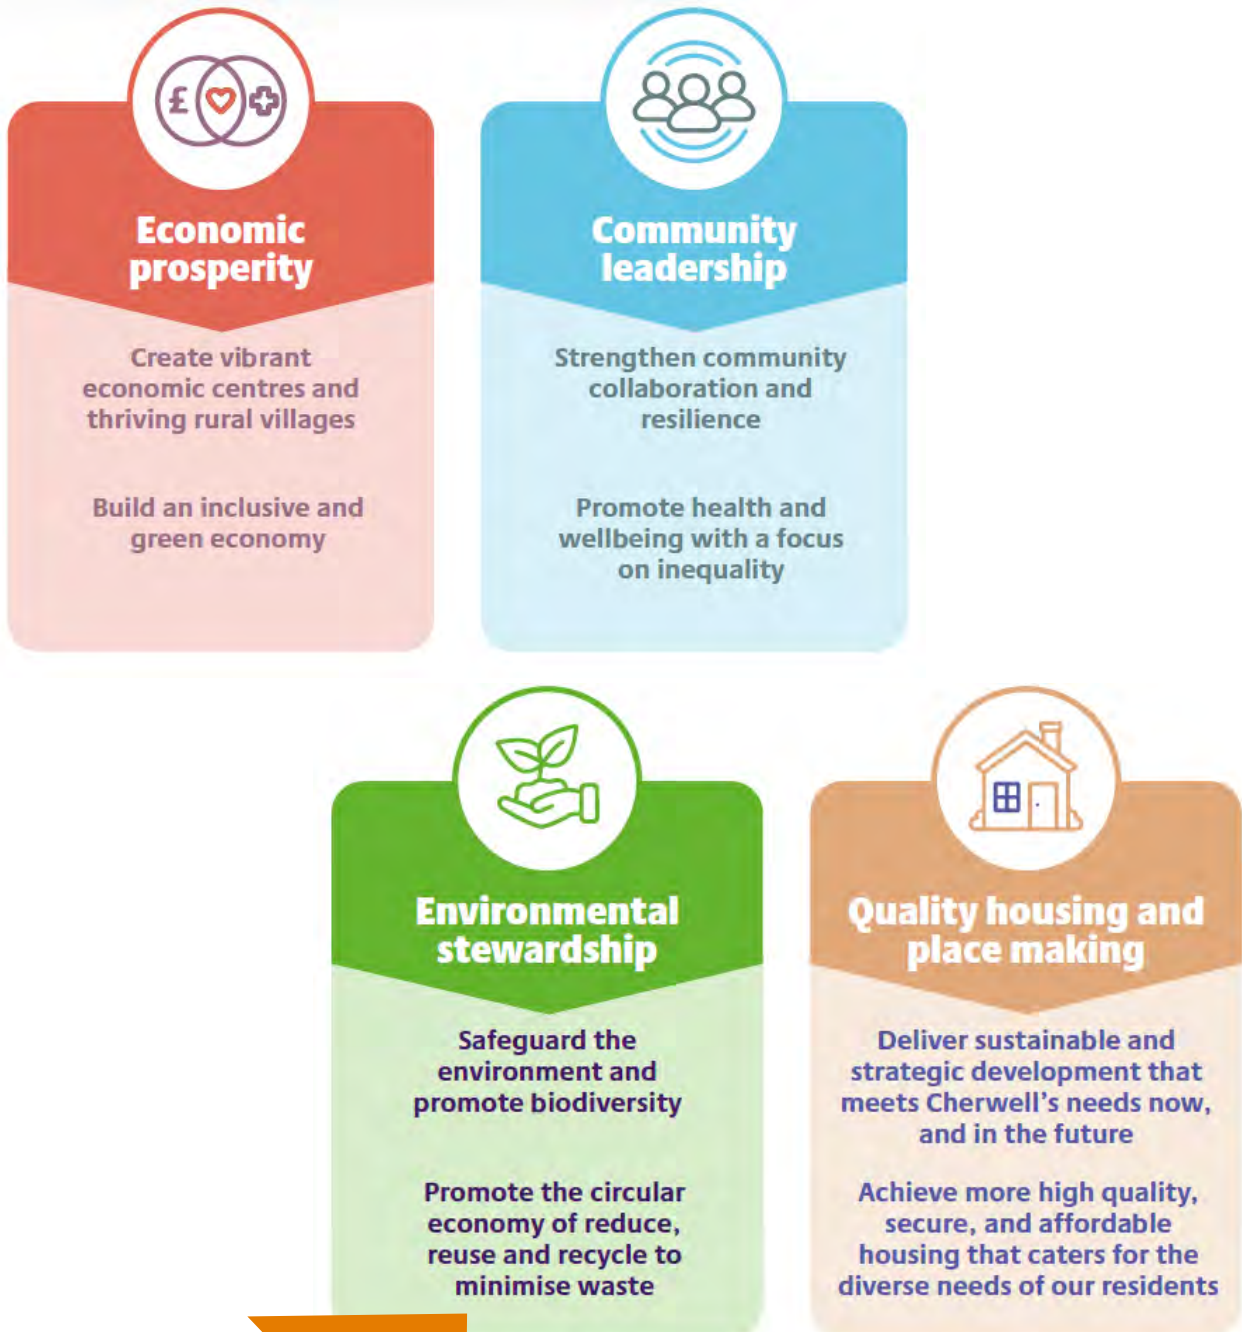 £
Economic
prosperity
Create vibrant
economic centres and
thriving rural villages
Build an inclusive and
green economy
Community
leadership
Strengthen community
collaboration and
resilience
Promote health and
wellbeing with a focus
on inequality
Environmental
stewardship
Safeguard the
environment and
promote biodiversity
Promote the circular
economy of reduce,
reuse and recycle to
minimise waste
Quality housing and
place making
Deliver sustainable and
strategic development that
meets Cherwell's needs now,
and in the future
Achieve more high quality,
secure, and affordable
housing that caters for the
diverse needs of our residents